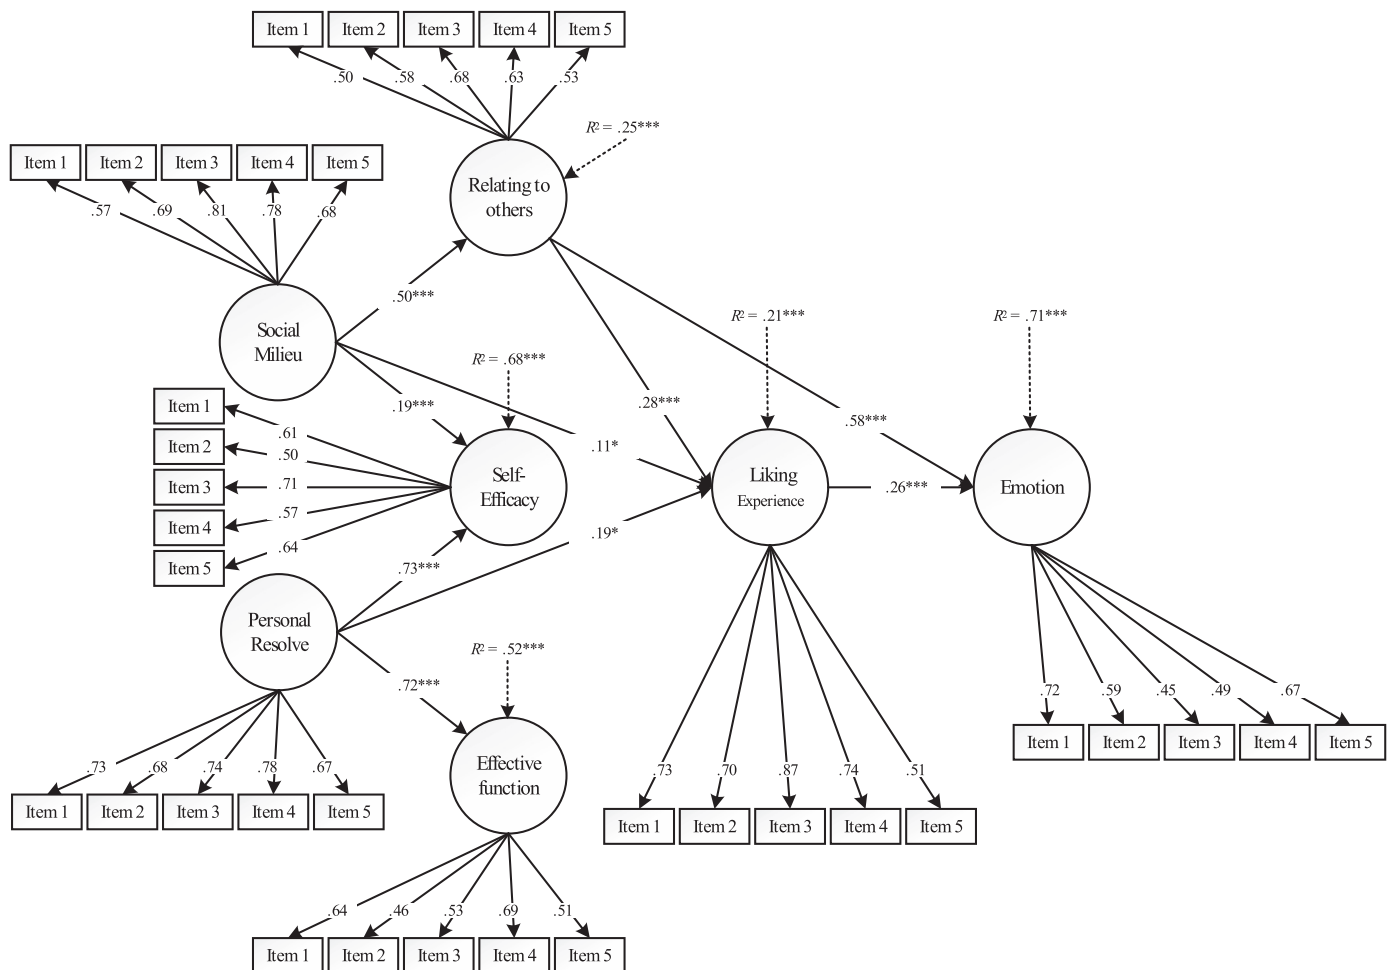 Item 1 Item 2 Item 3 Item 4 Item 5
.50 .58 .68 .63 .53
R² = .25***
Relating to
others
Item 1 Item 2 Item 3 Item 4 Item 5
.57 .69 .81 .78 .68
Social
Milieu
.50***
.19***
.11*
R² = .68***
Self-
Efficacy
Item 1
Item 2
Item 3
Item 4
Item 5
.61
.50
.71
.57
.64
.28***
.58***
R² = .21***
Liking
Experience
.26***
R² = .71***
Emotion
.72 .59 .45 .49 .67
Item 1 Item 2 Item 3 Item 4 Item 5
Personal
Resolve
.73***
.19*
.72***
.73 .68 .74 .78 .67
Item 1 Item 2 Item 3 Item 4 Item 5
R² = .52***
Effective
function
.64 .46 .53 .69 .51
Item 1 Item 2 Item 3 Item 4 Item 5
.73 .70 .87 .74 .51
Item 1 Item 2 Item 3 Item 4 Item 5